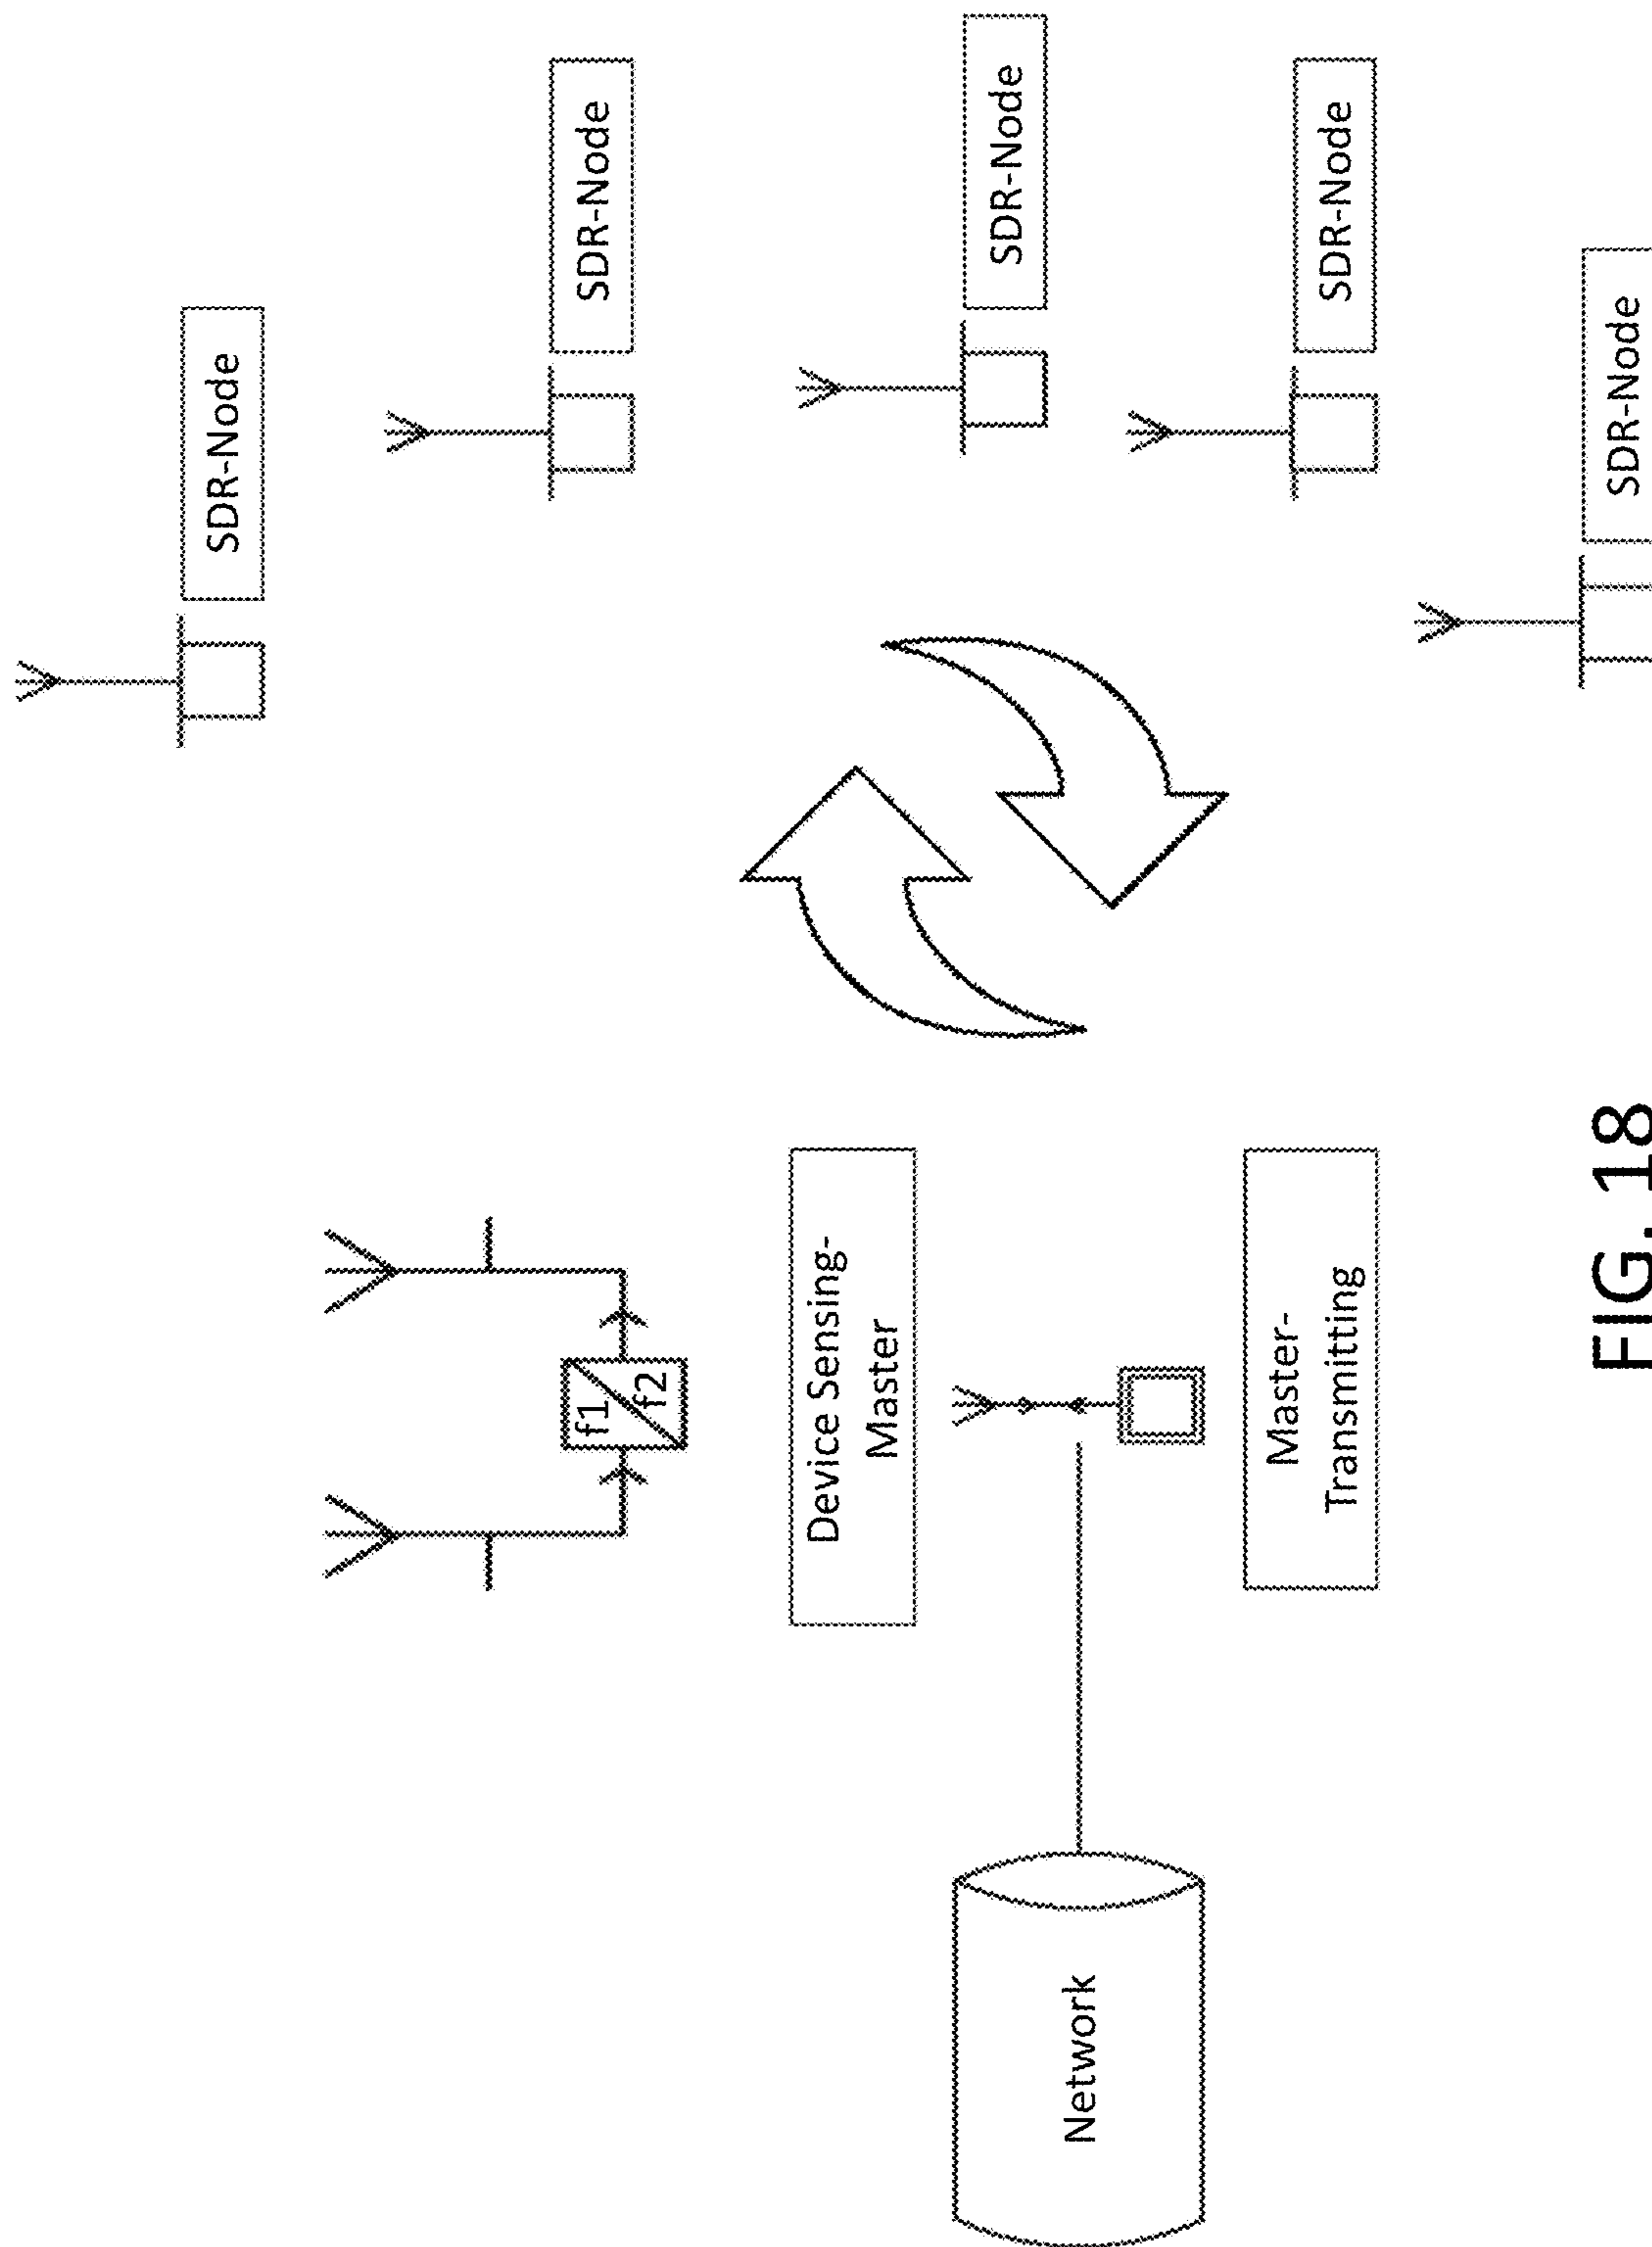 SDR-Node
SDR-Node
SDR-Node
SDR-Node
SDR-Node
f1
f2
Device Sensing-
Master
Master-
Transmitting
Network
FIG. 18